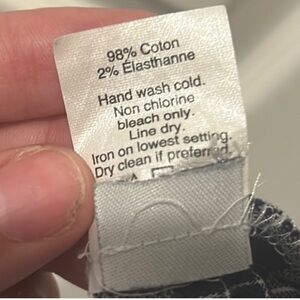 98% Coton
2% Élasthanne
Hand wash cold.
Non chlorine
bleach only.
Line dry.
Iron on lowest setting.
Dry clean if preferred.